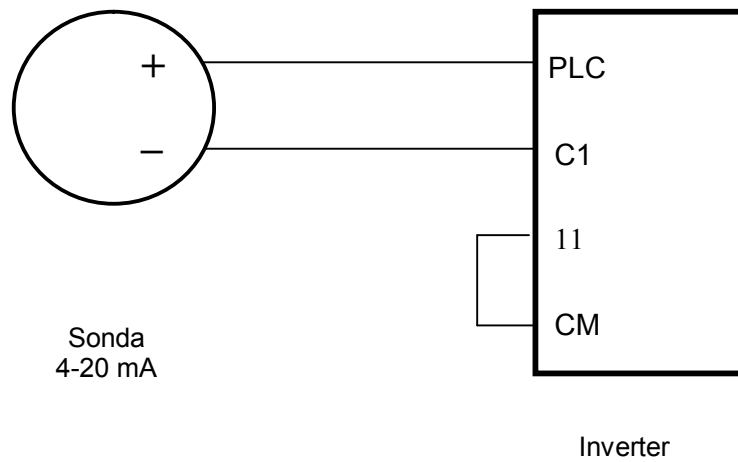 +
PLC
−
C1
11
CM
Sonda
4-20 mA
Inverter